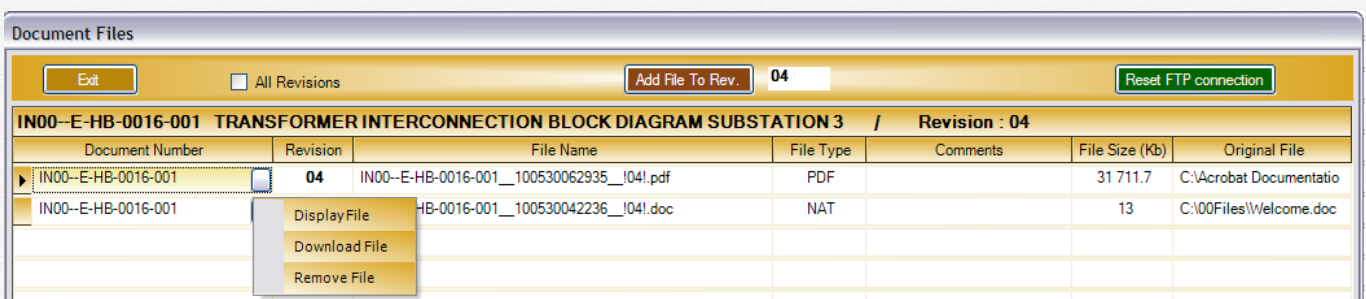 Document Files
Exit All Revisions Add File To Rev. 04 Reset FTP connection
IN00--E-HB-0016-001 TRANSFORMER INTERCONNECTION BLOCK DIAGRAM SUBSTATION 3 / Revision : 04
Document Number Revision File Name File Type Comments File Size (Kb) Original File
IN00--E-HB-0016-001 04 IN00--E-HB-0016-001__100530062935__!04!.pdf PDF 31 711.7 C:\Acrobat Documentatio
IN00--E-HB-0016-001 -HB-0016-001__100530042236__!04!.doc NAT 13 C:\00Files\Welcome.doc
Display File
Download File
Remove File